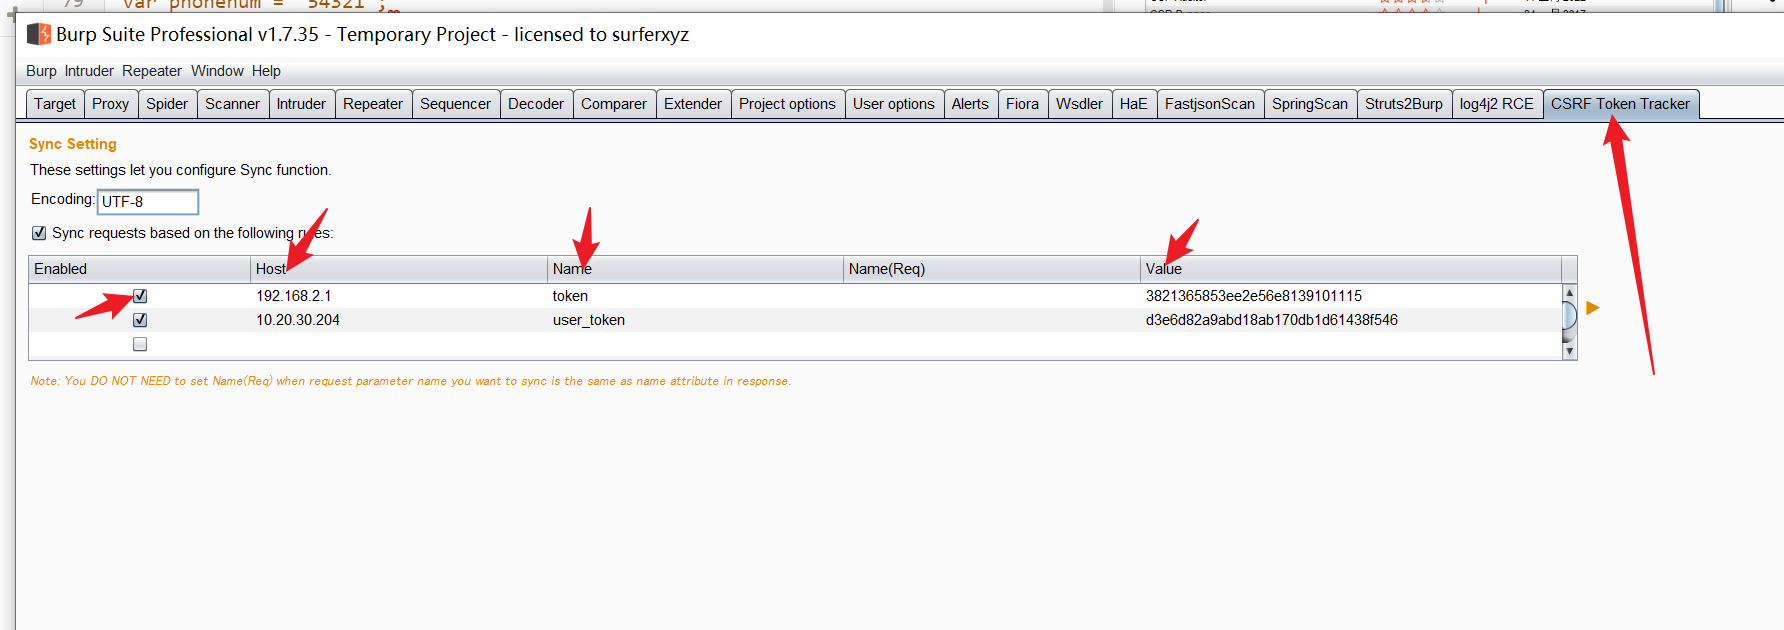 79 var phonenum = "54321";
Burp Suite Professional v1.7.35 - Temporary Project - licensed to surferxyz
Burp Intruder Repeater Window Help
Target Proxy Spider Scanner Intruder Repeater Sequencer Decoder Comparer Extender Project options User options Alerts Fiora Wsdler HaE FastjsonScan SpringScan Struts2Burp log4j2 RCE CSRF Token Tracker
Sync Setting
These settings let you configure Sync function.
Encoding: UTF-8
Sync requests based on the following rules:
Enabled Host Name Name(Req) Value
192.168.2.1 token 3821365853ee2e56e8139101115
10.20.30.204 user_token d3e6d82a9abd18ab170db1d61438f546
Note: You DO NOT NEED to set Name(Req) when request parameter name you want to sync is the same as name attribute in response.